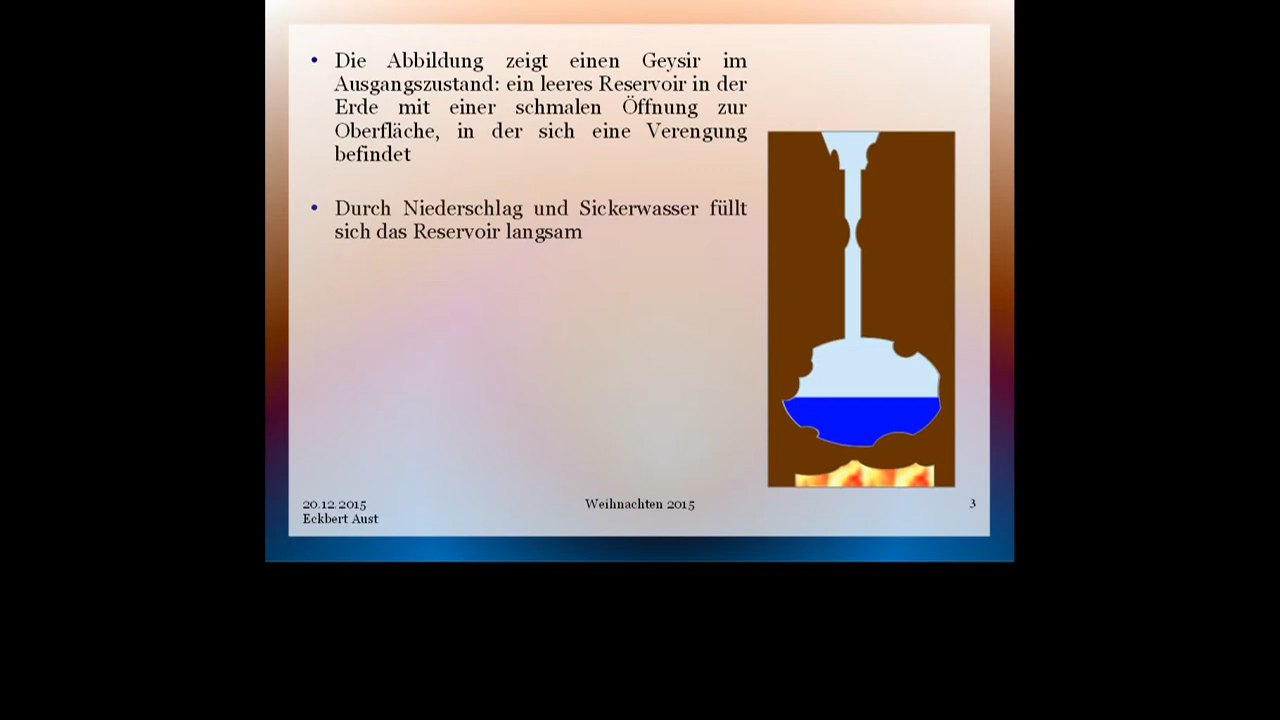 • Die Abbildung zeigt einen Geysir im
Ausgangszustand: ein leeres Reservoir in der
Erde mit einer schmalen Öffnung zur
Oberfläche, in der sich eine Verengung
befindet
• Durch Niederschlag und Sickerwasser füllt
sich das Reservoir langsam
20.12.2015
Eckbert Aust
Weihnachten 2015
3